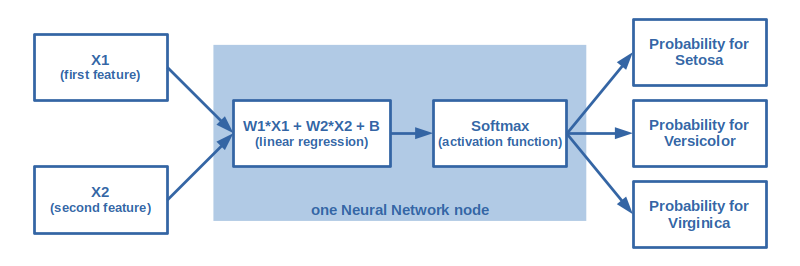 X1
(first feature)
X2
(second feature)
W1*X1 + W2*X2 + B
(linear regression)
Softmax
(activation function)
one Neural Network node
Probability for
Setosa
Probability for
Versicolor
Probability for
Virginica